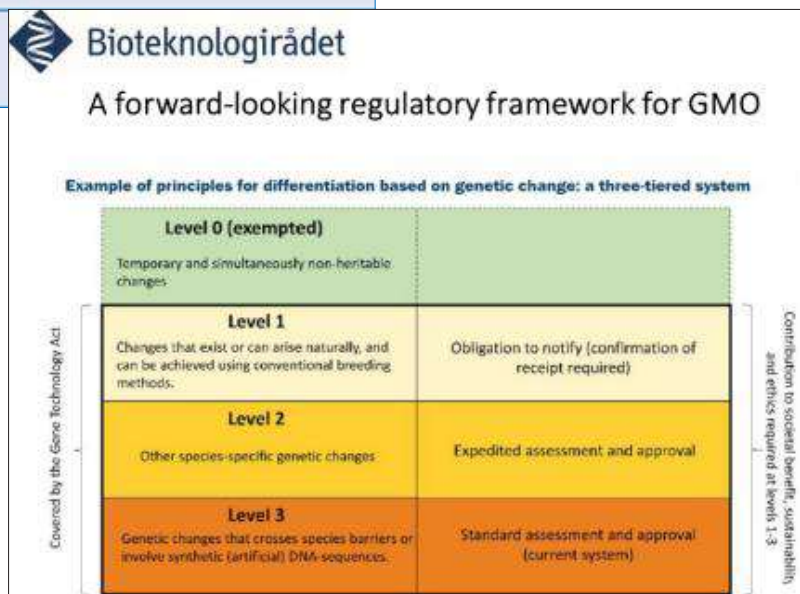 Bioteknologirådet
A forward-looking regulatory framework for GMO
Example of principles for differentiation based on genetic change: a three-tiered system
Level 0 (exempted)
Temporary and simultaneously non-heritable
changes
Covered by the Gene Technology Act
Level 1
Changes that exist or can arise naturally, and
can be achieved using conventional breeding
methods.
Obligation to notify (confirmation of
receipt required)
Level 2
Other species-specific genetic changes
Expedited assessment and approval
Level 3
Genetic changes that crosses species barriers or
involve synthetic (artificial) DNA-sequences.
Standard assessment and approval
(current system)
Contribution to societal benefit, sustainability
and ethics required at levels 1-3